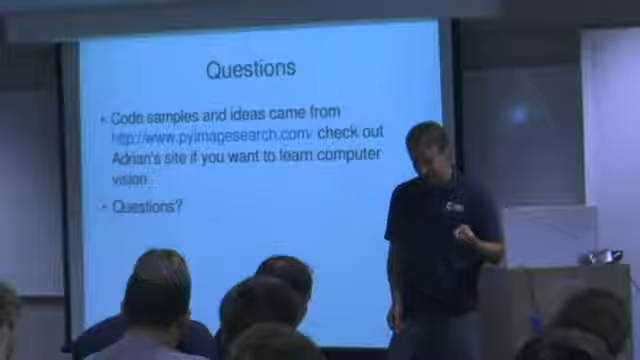 Questions
• Code samples and ideas came from
http://www.pyimagesearch.com/ check out
Adrian's site if you want to learn computer
vision
• Questions?